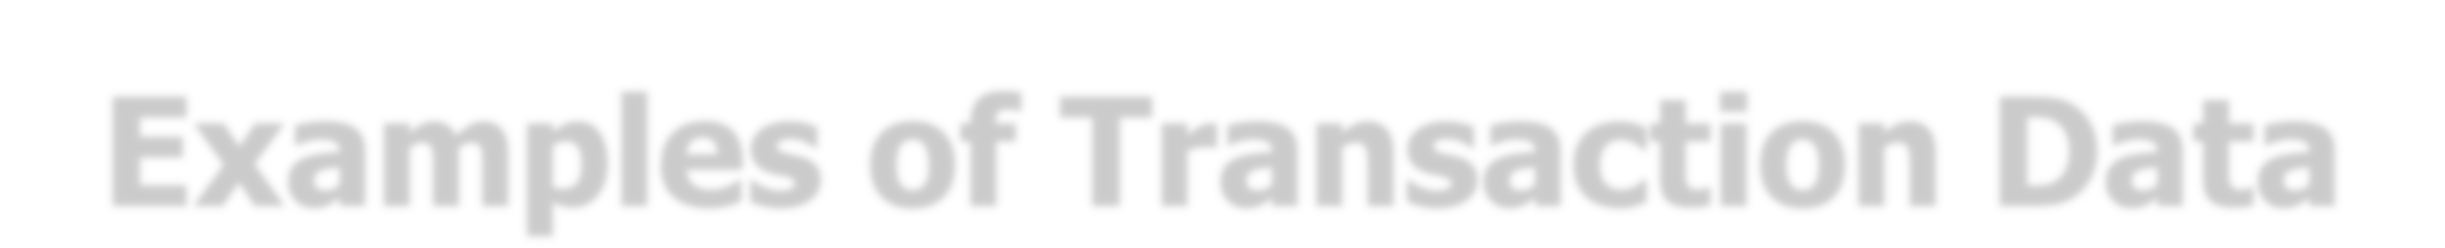 Examples of Transaction Data